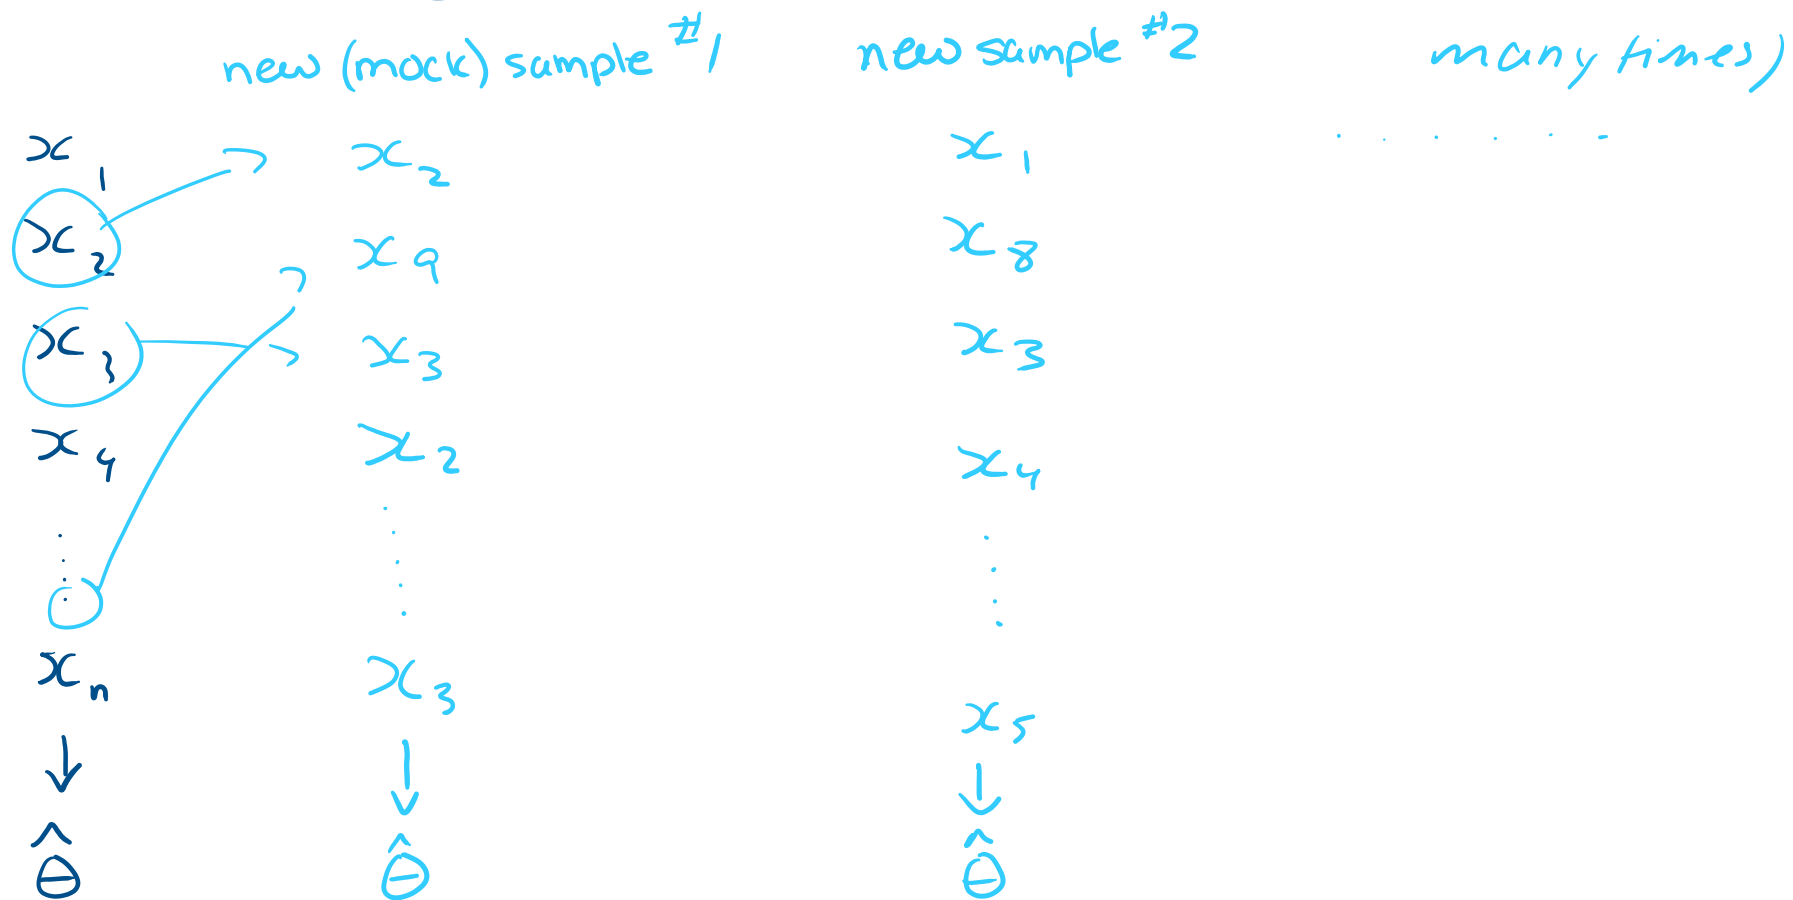 new (mock) sample #1 new sample #2 many times)
x₁ x₂ x₁ . . . . . .
x₂ x₉ x₈
x₃ x₃ x₃
x₄ x₂ x₄
xₙ x₃ x₅
↓ ↓ ↓
θ̂ θ̂ θ̂